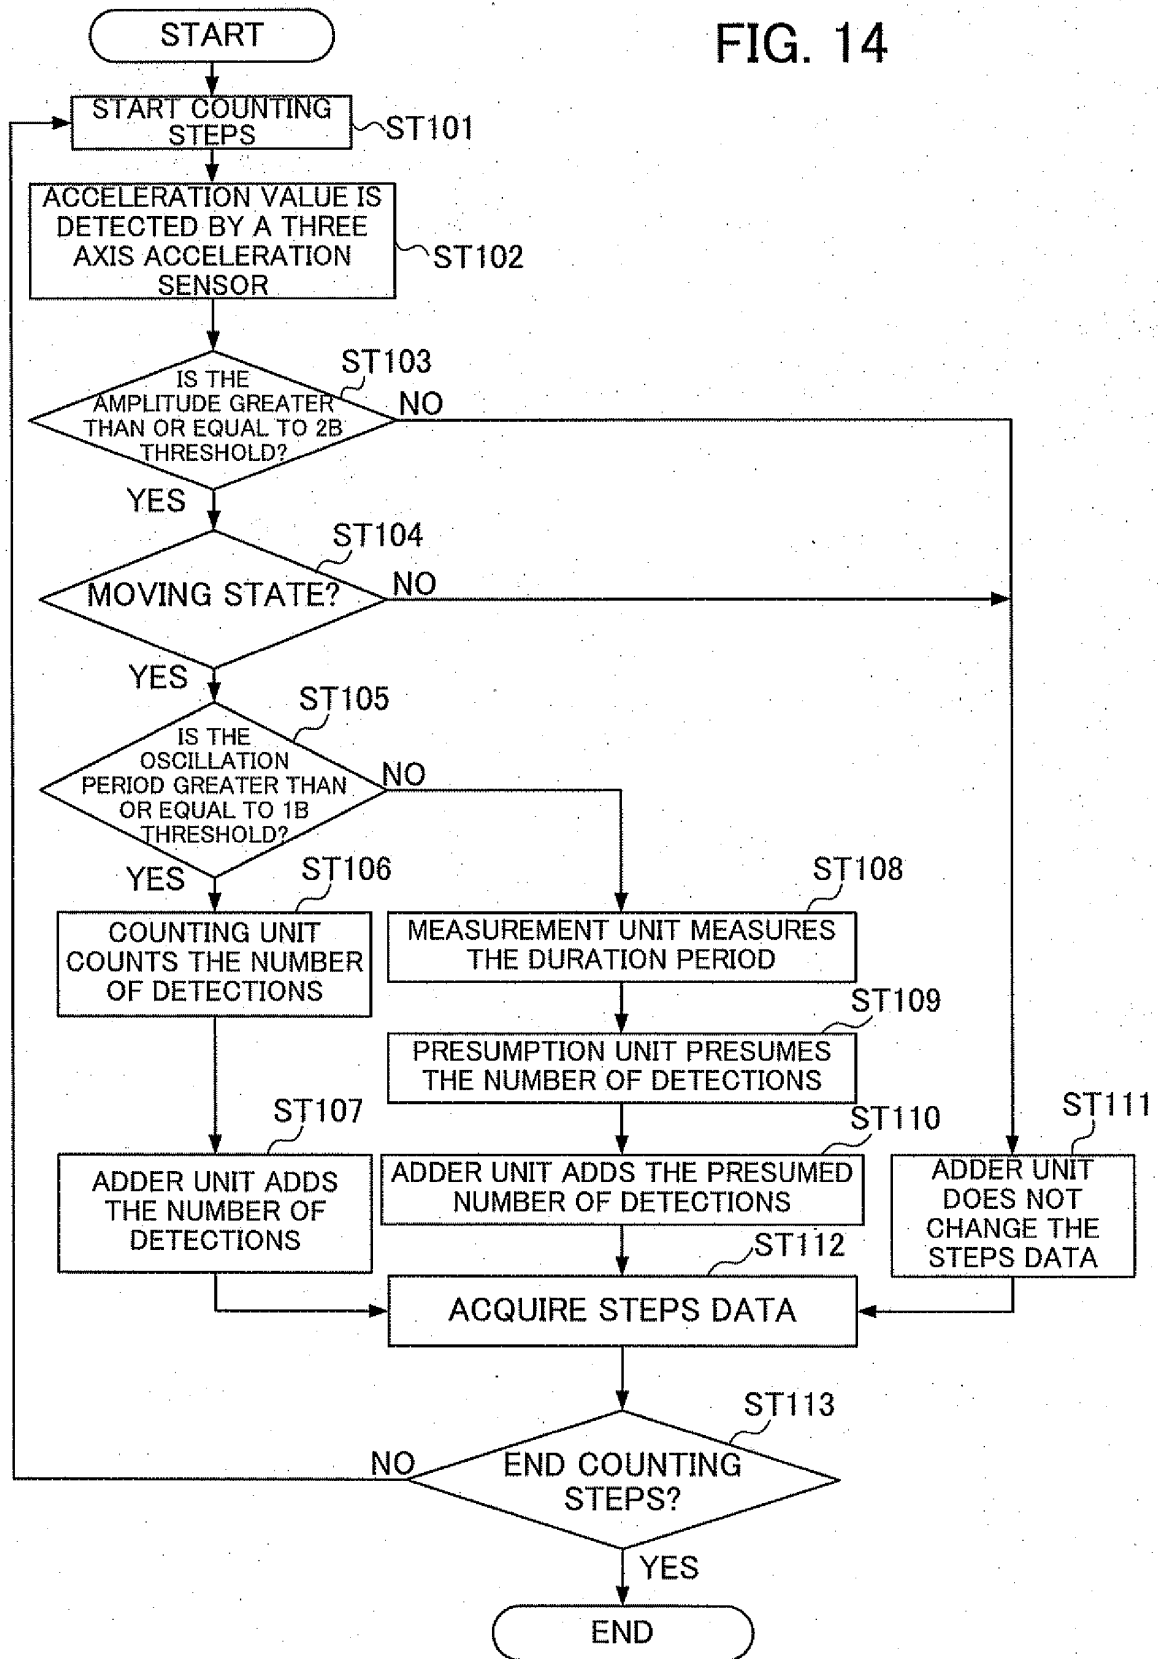 START
FIG. 14
START COUNTING
STEPS
ST101
ACCELERATION VALUE IS
DETECTED BY A THREE
AXIS ACCELERATION
SENSOR
ST102
ST103
IS THE
AMPLITUDE GREATER
THAN OR EQUAL TO 2B
THRESHOLD?
NO
YES
ST104
MOVING STATE?
NO
YES
ST105
IS THE
OSCILLATION
PERIOD GREATER THAN
OR EQUAL TO 1B
THRESHOLD?
NO
YES
ST106
COUNTING UNIT
COUNTS THE NUMBER
OF DETECTIONS
ST108
MEASUREMENT UNIT MEASURES
THE DURATION PERIOD
ST109
PRESUMPTION UNIT PRESUMES
THE NUMBER OF DETECTIONS
ST107
ADDER UNIT ADDS
THE NUMBER OF
DETECTIONS
ST110
ADDER UNIT ADDS THE PRESUMED
NUMBER OF DETECTIONS
ST111
ADDER UNIT
DOES NOT
CHANGE THE
STEPS DATA
ST112
ACQUIRE STEPS DATA
ST113
END COUNTING
STEPS?
NO
YES
END